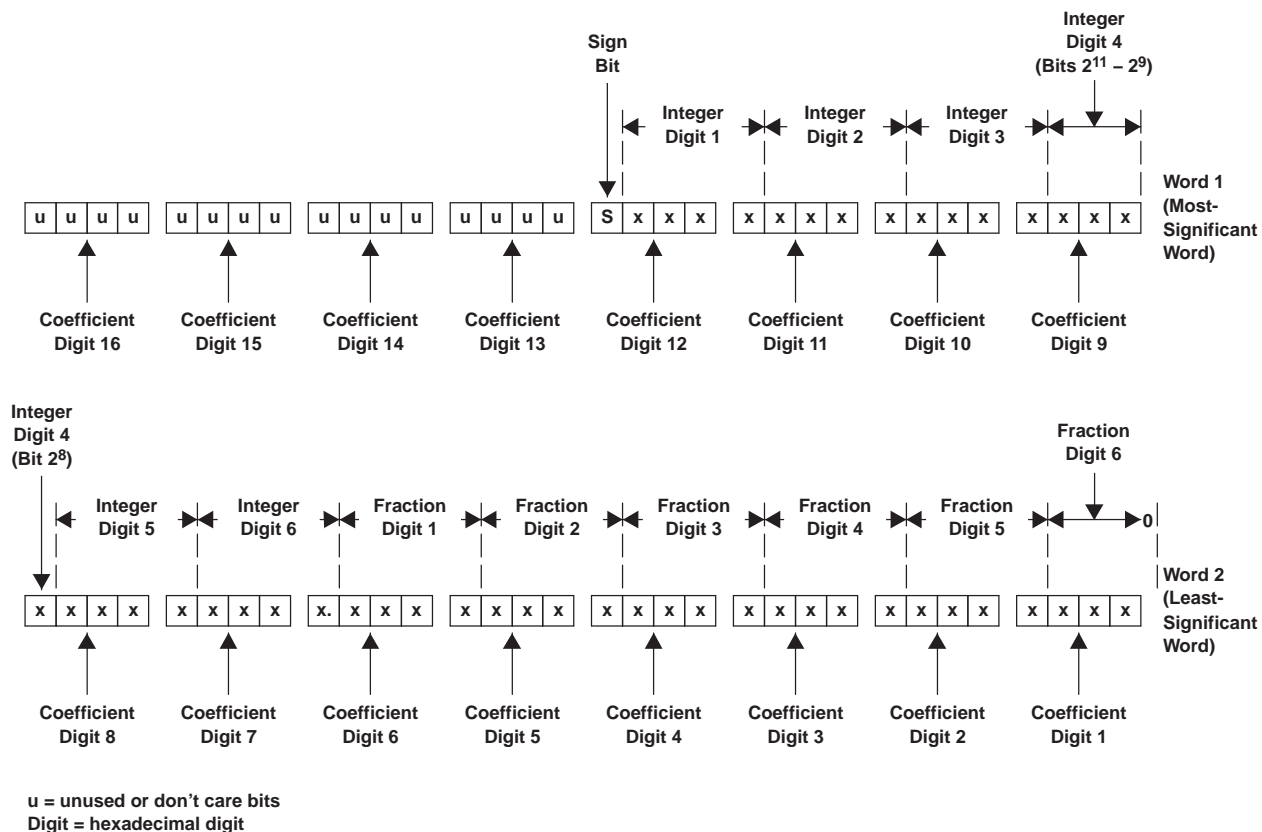 Sign
Bit
Integer
Digit 4
(Bits 2¹¹ – 2⁹)
Integer
Digit 1
Integer
Digit 2
Integer
Digit 3
Word 1
(Most-
Significant
Word)
u u u u u u u u u u u u u u u u S x x x x x x x x x x x x x x x
Coefficient
Digit 16
Coefficient
Digit 15
Coefficient
Digit 14
Coefficient
Digit 13
Coefficient
Digit 12
Coefficient
Digit 11
Coefficient
Digit 10
Coefficient
Digit 9
Integer
Digit 4
(Bit 2⁸)
Integer
Digit 5
Integer
Digit 6
Fraction
Digit 1
Fraction
Digit 2
Fraction
Digit 3
Fraction
Digit 4
Fraction
Digit 5
Fraction
Digit 6
0
Word 2
(Least-
Significant
Word)
x x x x x x x x x. x x x x x x x x x x x x x x x x x x x x x x x
Coefficient
Digit 8
Coefficient
Digit 7
Coefficient
Digit 6
Coefficient
Digit 5
Coefficient
Digit 4
Coefficient
Digit 3
Coefficient
Digit 2
Coefficient
Digit 1
u = unused or don’t care bits
Digit = hexadecimal digit